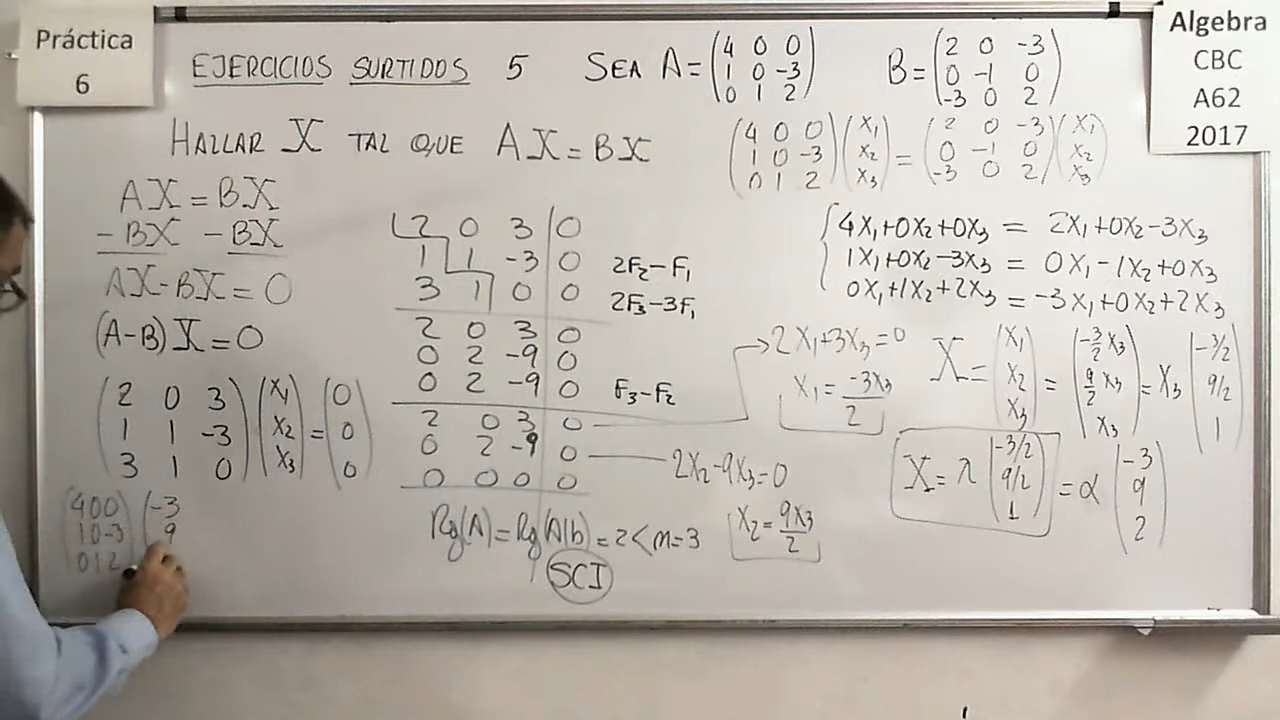 Práctica
6
EJERCICIOS SURTIDOS 5 SEA A=(4 0 0 / 1 0 -3 / 0 1 2) B=(2 0 -3 / 0 -1 0 / -3 0 2)
Algebra
CBC
A62
2017
HALLAR X TAL QUE AX=BX
(4 0 0 / 1 0 -3 / 0 1 2)(x₁ / x₂ / x₃) = (2 0 -3 / 0 -1 0 / -3 0 2)(x₁ / x₂ / x₃)
AX=BX
-BX -BX
AX-BX=0
(A-B)X=0
(2 0 3 / 1 1 -3 / 3 1 0)(x₁ / x₂ / x₃)=(0 / 0 / 0)
(4 0 0 / 1 0 -3 / 0 1 2)(-3 / 9
2 0 3 | 0
1 1 -3 | 0 2F₂-F₁
3 1 0 | 0 2F₃-3F₁
2 0 3 | 0
0 2 -9 | 0
0 2 -9 | 0 F₃-F₂
2 0 3 | 0
0 2 -9 | 0
0 0 0 | 0
Rg(A)=Rg(A|b)=2<n=3
SCI
4X₁+0X₂+0X₃ = 2X₁+0X₂-3X₃
1X₁+0X₂-3X₃ = 0X₁-1X₂+0X₃
0X₁+1X₂+2X₃ = -3X₁+0X₂+2X₃
2X₁+3X₃=0
X₁=-3X₃/2
2X₂-9X₃=0
X₂=9X₃/2
X=(x₁ / x₂ / x₃)=(-3/2 x₃ / 9/2 x₃ / x₃)=X₃(-3/2 / 9/2 / 1)
X=λ(-3/2 / 9/2 / 1)=α(-3 / 9 / 2)